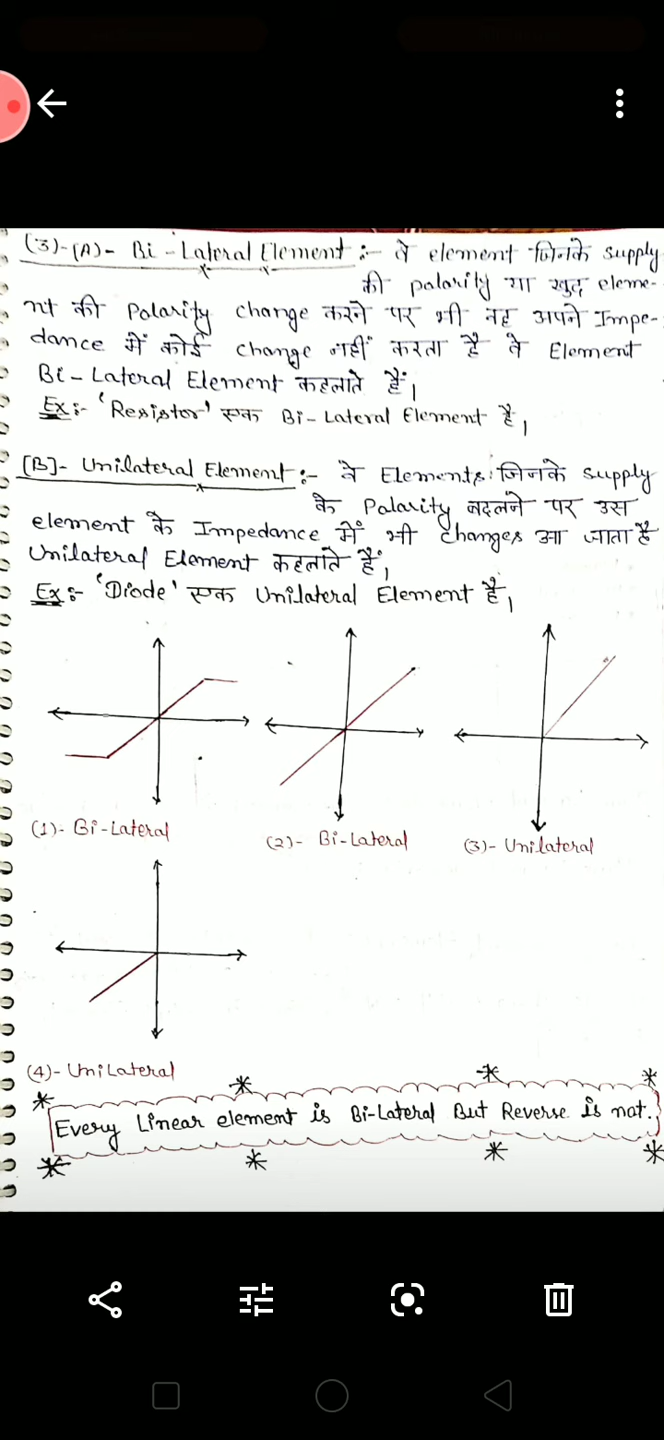 (3)-(A)- Bi-Lateral Element :- वे element जिनके supply
की palarity या खुद eleme-
nt की Palarity change करने पर भी वह अपने Impe-
dance में कोई change नहीं करता है वे Element
Bi-Lateral Element कहलाते हैं।
Ex:- 'Resistor' एक Bi-Lateral Element है।
[B]- Unilateral Element :- वे Elements जिनके supply
के Palarity बदलने पर उस
element के Impedance में भी changes आ जाता है
Unilateral Element कहलाते हैं।
Ex:- 'Diode' एक Unilateral Element है।
(1)- Bi-Lateral
(2)- Bi-Lateral
(3)- Unilateral
(4)- UniLateral
Every Linear element is Bi-Lateral But Reverse is not.